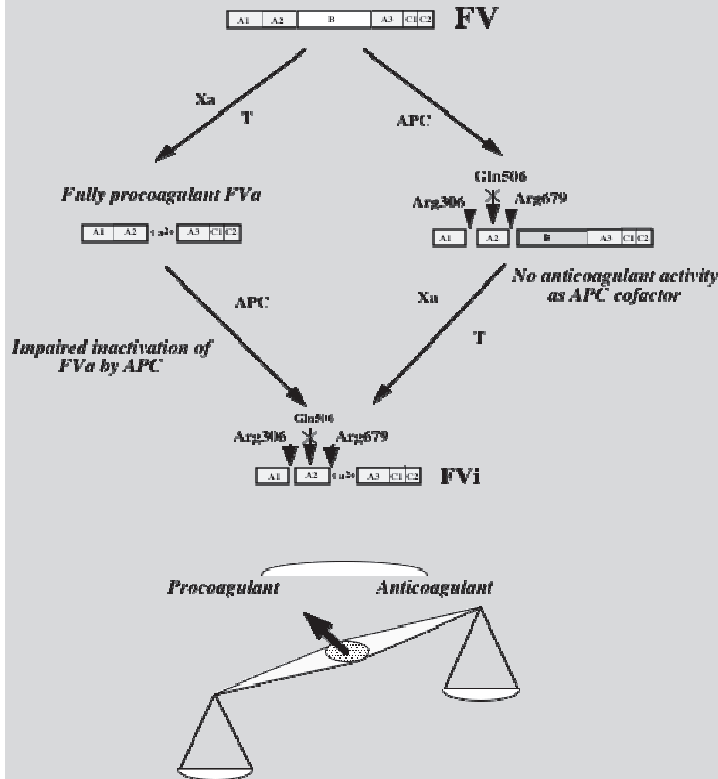 A1 A2 B A3 C1 C2 FV
Xa
T
APC
Gln506
Fully procoagulant FVa
Arg306 Arg679
A1 A2 A3 C1 C2
A1 A2 B A3 C1 C2
No anticoagulant activity
as APC cofactor
APC
Xa
T
Impaired inactivation of
FVa by APC
Gln506
Arg306 Arg679
A1 A2 A3 C1 C2 FVi
Procoagulant Anticoagulant